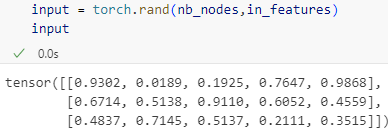 input = torch.rand(nb_nodes,in_features)
input
0.0s
tensor([[0.9302, 0.0189, 0.1925, 0.7647, 0.9868],
[0.6714, 0.5138, 0.9110, 0.6052, 0.4559],
[0.4837, 0.7145, 0.5137, 0.2111, 0.3515]])